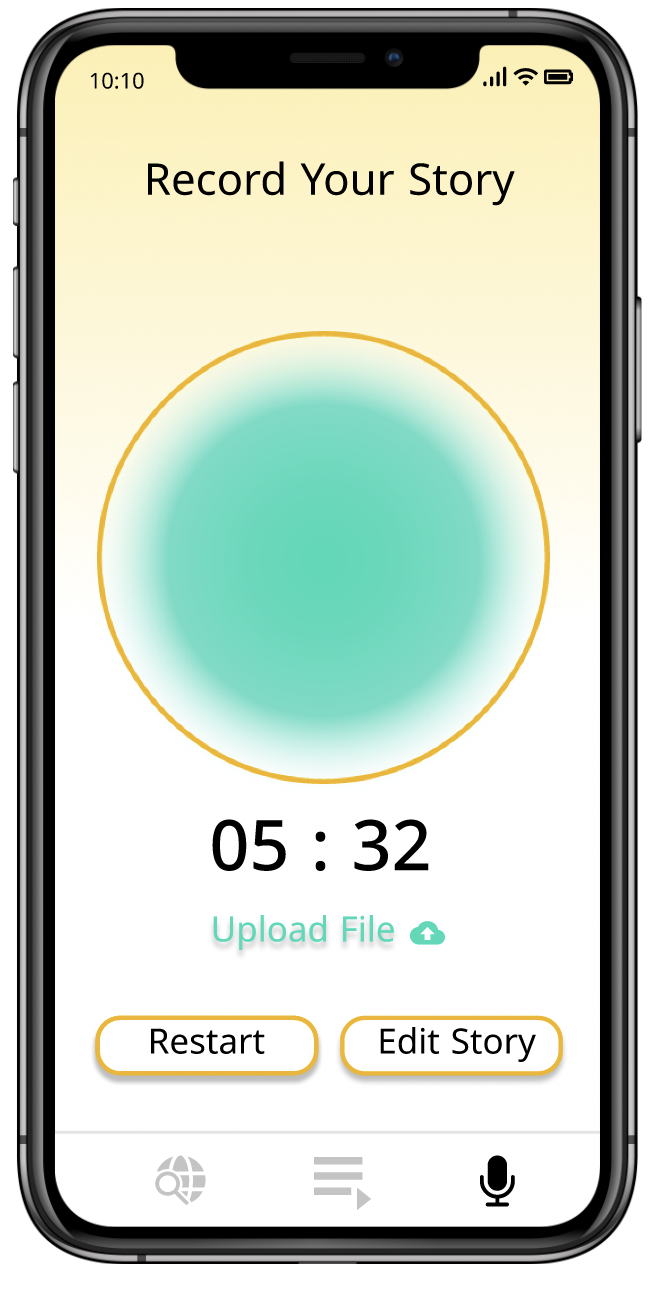 10:10
Record Your Story
05 : 32
Upload File
Restart
Edit Story